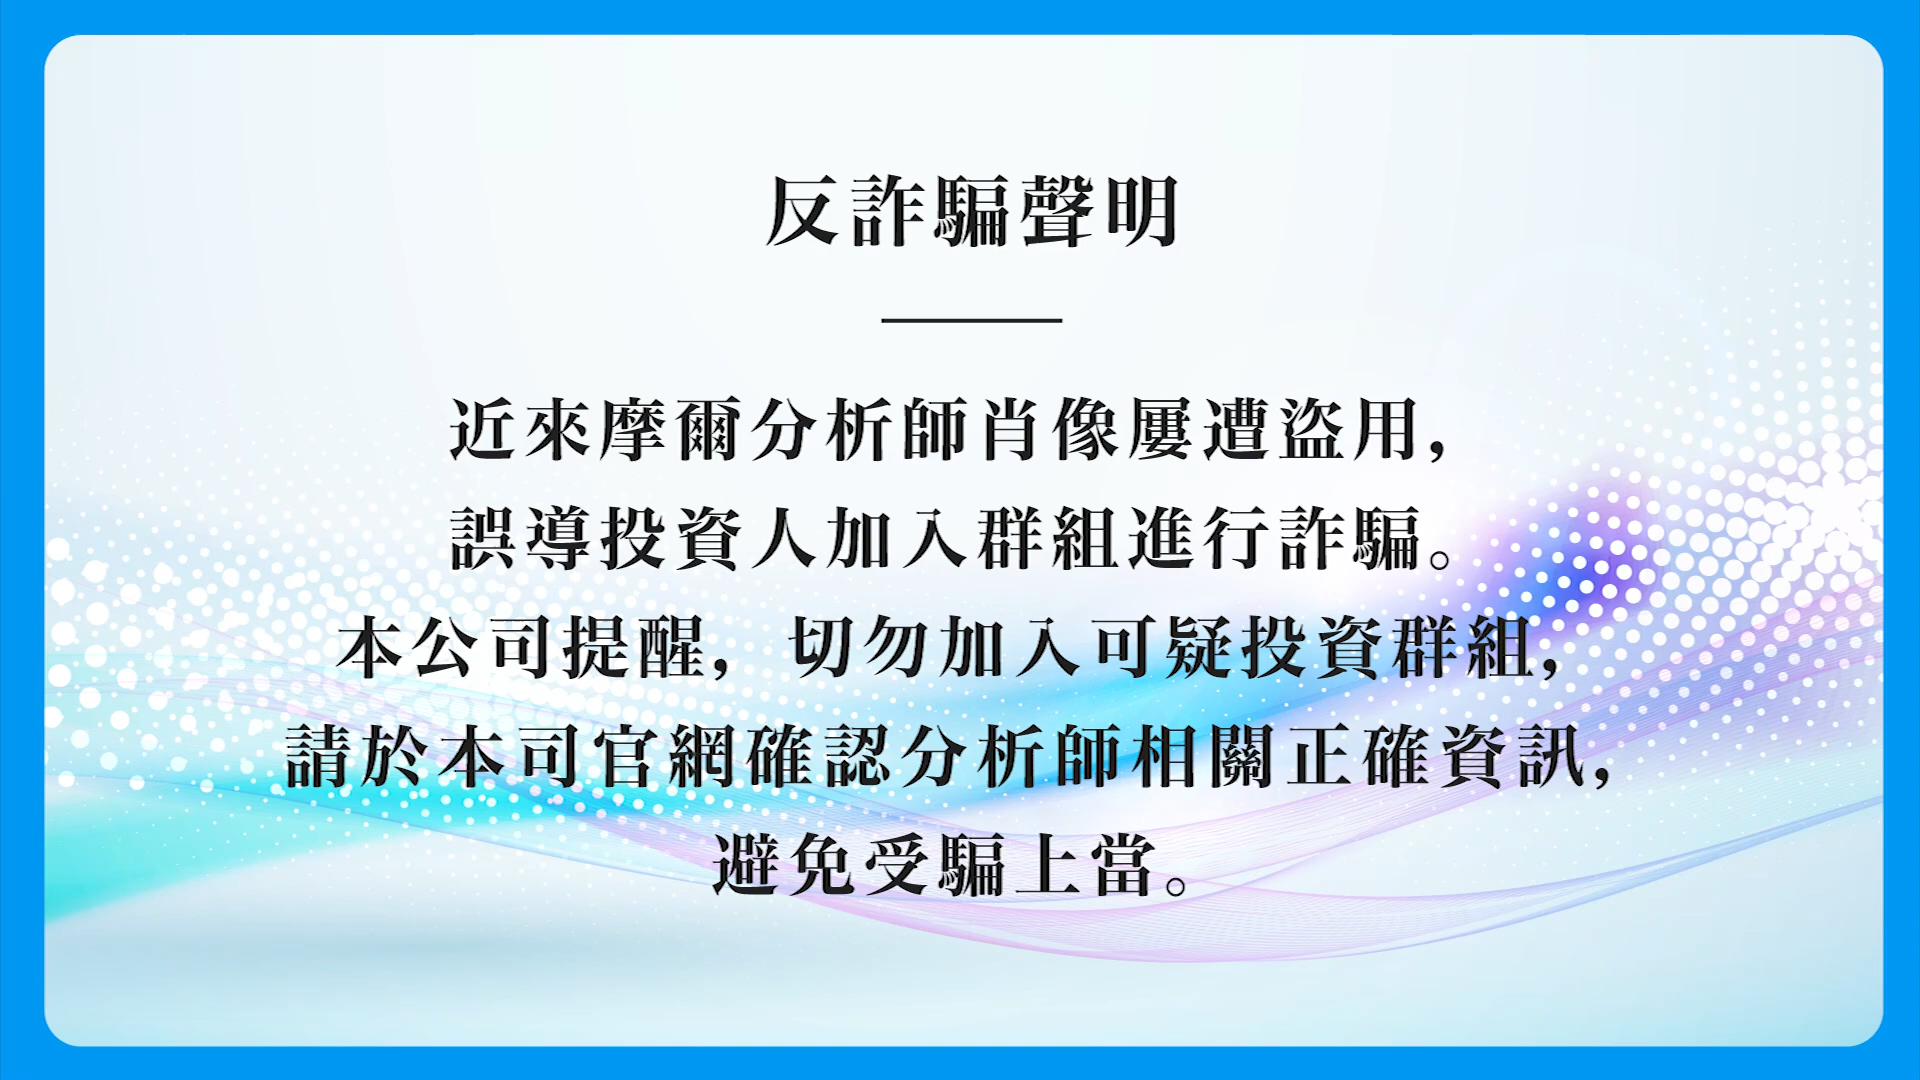 反詐騙聲明
近來摩爾分析師肖像屢遭盜用，
誤導投資人加入群組進行詐騙。
本公司提醒，切勿加入可疑投資群組，
請於本司官網確認分析師相關正確資訊，
避免受騙上當。